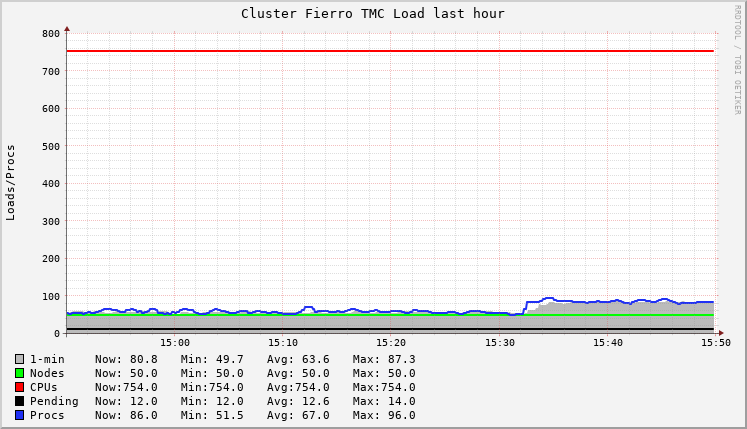 Cluster Fierro TMC Load last hour
RRDTOOL / TOBI OETIKER
Loads/Procs
800
700
600
500
400
300
200
100
0
15:00 15:10 15:20 15:30 15:40 15:50
1-min Now: 80.8 Min: 49.7 Avg: 63.6 Max: 87.3
Nodes Now: 50.0 Min: 50.0 Avg: 50.0 Max: 50.0
CPUs Now:754.0 Min:754.0 Avg:754.0 Max:754.0
Pending Now: 12.0 Min: 12.0 Avg: 12.6 Max: 14.0
Procs Now: 86.0 Min: 51.5 Avg: 67.0 Max: 96.0